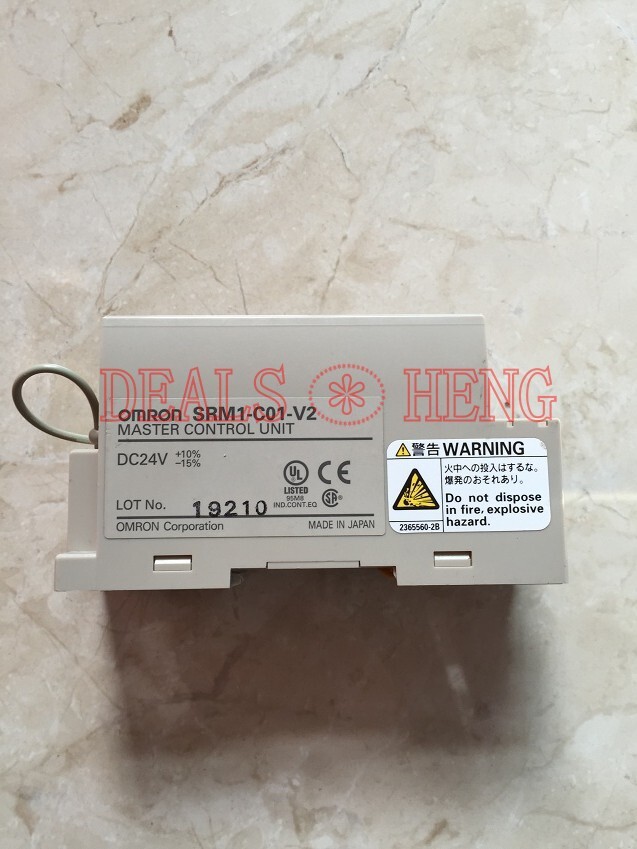 DEALS HENG
omron SRM1-C01-V2
MASTER CONTROL UNIT
DC24V +10%
-15%
UL
LISTED
95M8
IND.CONT.EQ
CE
SA
LOT No. 19210
OMRON Corporation MADE IN JAPAN
警告 WARNING
火中への投入はするな。
爆発のおそれあり。
Do not dispose
in fire, explosive
hazard.
2365560-2B